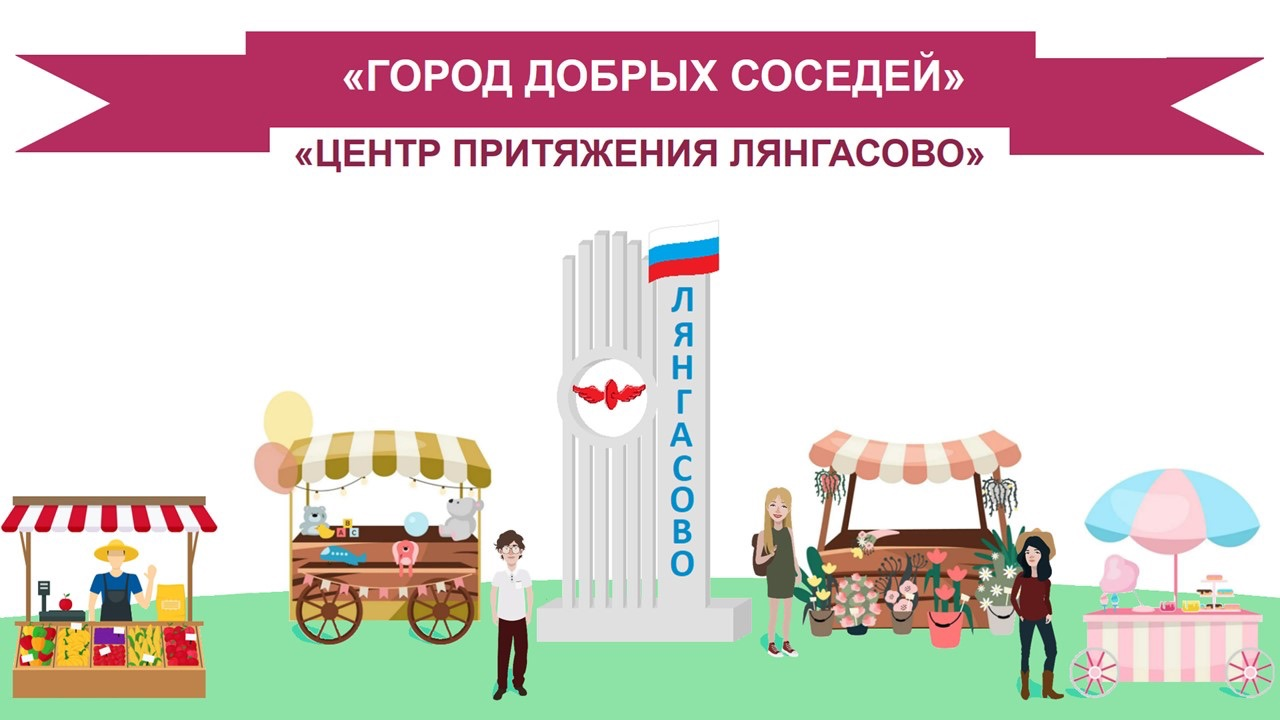 «ГОРОД ДОБРЫХ СОСЕДЕЙ»
«ЦЕНТР ПРИТЯЖЕНИЯ ЛЯНГАСОВО»
ЛЯНГАСОВО
B
A C